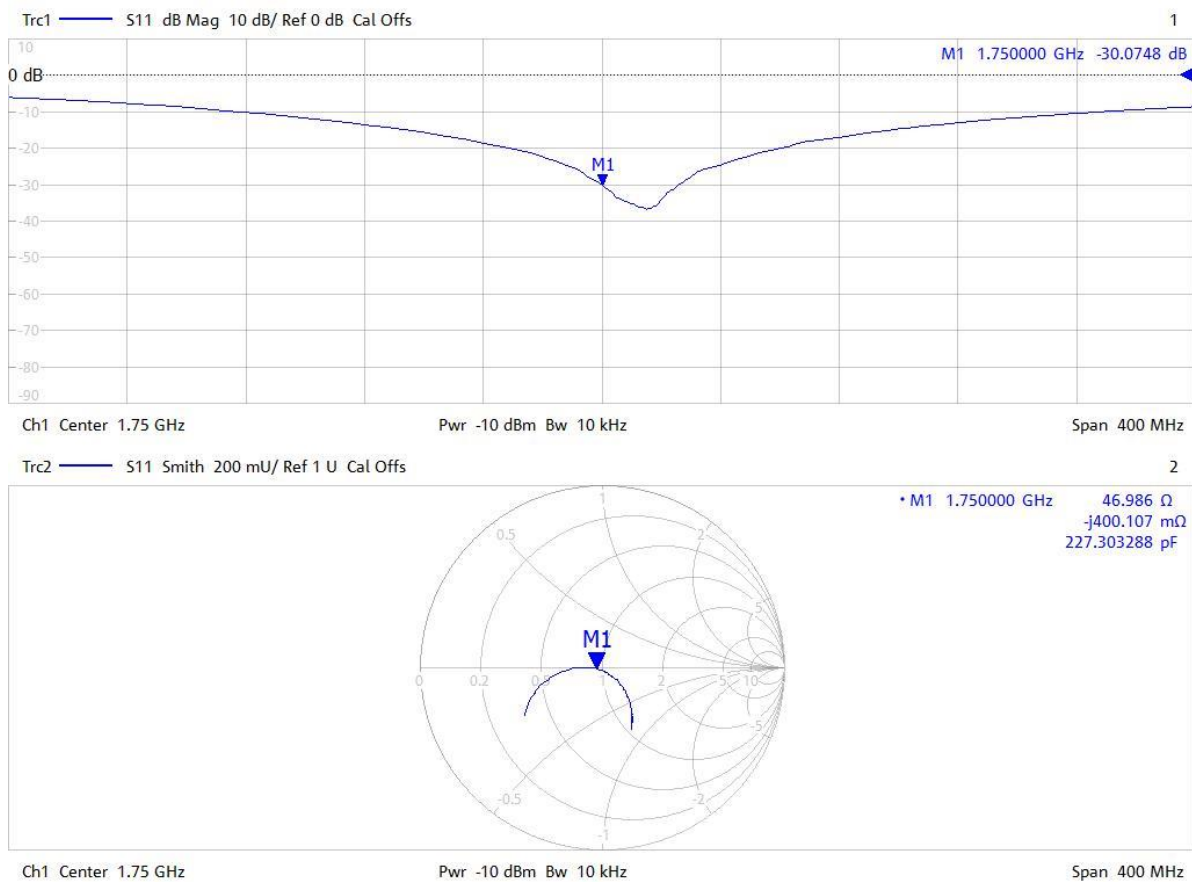 Trc1 S11 dB Mag 10 dB/ Ref 0 dB Cal Offs 1
10
M1 1.750000 GHz -30.0748 dB
0 dB
-10
-20
M1
-30
-40
-50
-60
-70
-80
-90
Ch1 Center 1.75 GHz Pwr -10 dBm Bw 10 kHz Span 400 MHz
Trc2 S11 Smith 200 mU/ Ref 1 U Cal Offs 2
• M1 1.750000 GHz 46.986 Ω
-j400.107 mΩ
227.303288 pF
1
0.5 2
5
M1
0 0.2 0.5 1 2 5 10
-5
-0.5 -2
-1
Ch1 Center 1.75 GHz Pwr -10 dBm Bw 10 kHz Span 400 MHz